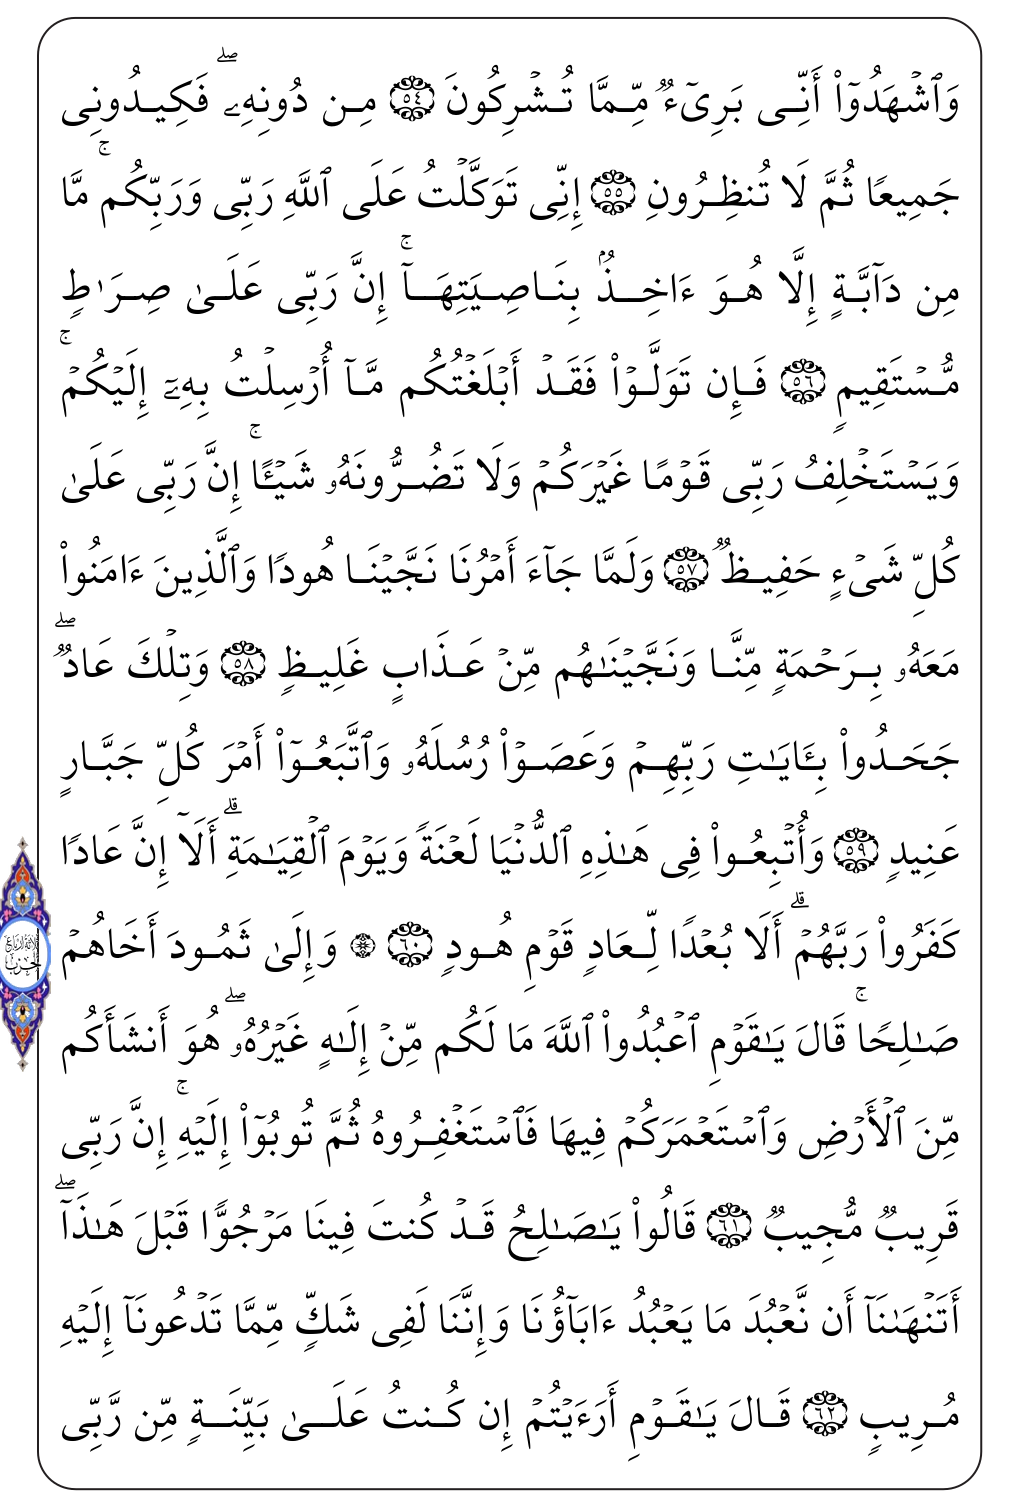 وَٱشۡهَدُوٓاْ أَنِّي بَرِيٓءٞ مِّمَّا تُشۡرِكُونَ ٥٤ مِن دُونِهِۦۖ فَكِيدُونِي
جَمِيعٗا ثُمَّ لَا تُنظِرُونِ ٥٥ إِنِّي تَوَكَّلۡتُ عَلَى ٱللَّهِ رَبِّي وَرَبِّكُمۚ مَّا
مِن دَآبَّةٍ إِلَّا هُوَ ءَاخِذُۢ بِنَاصِيَتِهَآۚ إِنَّ رَبِّي عَلَىٰ صِرَٰطٖ
مُّسۡتَقِيمٖ ٥٦ فَإِن تَوَلَّوۡاْ فَقَدۡ أَبۡلَغۡتُكُم مَّآ أُرۡسِلۡتُ بِهِۦٓ إِلَيۡكُمۡۚ
وَيَسۡتَخۡلِفُ رَبِّي قَوۡمًا غَيۡرَكُمۡ وَلَا تَضُرُّونَهُۥ شَيۡـًٔاۚ إِنَّ رَبِّي عَلَىٰ
كُلِّ شَيۡءٍ حَفِيظٞ ٥٧ وَلَمَّا جَآءَ أَمۡرُنَا نَجَّيۡنَا هُودٗا وَٱلَّذِينَ ءَامَنُواْ
مَعَهُۥ بِرَحۡمَةٖ مِّنَّا وَنَجَّيۡنَٰهُم مِّنۡ عَذَابٍ غَلِيظٖ ٥٨ وَتِلۡكَ عَادٞۖ
جَحَدُواْ بِـَٔايَٰتِ رَبِّهِمۡ وَعَصَوۡاْ رُسُلَهُۥ وَٱتَّبَعُوٓاْ أَمۡرَ كُلِّ جَبَّارٍ
عَنِيدٖ ٥٩ وَأُتۡبِعُواْ فِي هَٰذِهِ ٱلدُّنۡيَا لَعۡنَةٗ وَيَوۡمَ ٱلۡقِيَٰمَةِۗ أَلَآ إِنَّ عَادٗا
كَفَرُواْ رَبَّهُمۡۗ أَلَا بُعۡدٗا لِّعَادٖ قَوۡمِ هُودٖ ٦٠ ۞ وَإِلَىٰ ثَمُودَ أَخَاهُمۡ
صَٰلِحٗاۚ قَالَ يَٰقَوۡمِ ٱعۡبُدُواْ ٱللَّهَ مَا لَكُم مِّنۡ إِلَٰهٍ غَيۡرُهُۥۖ هُوَ أَنشَأَكُم
مِّنَ ٱلۡأَرۡضِ وَٱسۡتَعۡمَرَكُمۡ فِيهَا فَٱسۡتَغۡفِرُوهُ ثُمَّ تُوبُوٓاْ إِلَيۡهِۚ إِنَّ رَبِّي
قَرِيبٞ مُّجِيبٞ ٦١ قَالُواْ يَٰصَٰلِحُ قَدۡ كُنتَ فِينَا مَرۡجُوّٗا قَبۡلَ هَٰذَآۖ
أَتَنۡهَىٰنَآ أَن نَّعۡبُدَ مَا يَعۡبُدُ ءَابَآؤُنَا وَإِنَّنَا لَفِي شَكّٖ مِّمَّا تَدۡعُونَآ إِلَيۡهِ
مُرِيبٖ ٦٢ قَالَ يَٰقَوۡمِ أَرَءَيۡتُمۡ إِن كُنتُ عَلَىٰ بَيِّنَةٖ مِّن رَّبِّي
ثلاثة أرباع
الحزب